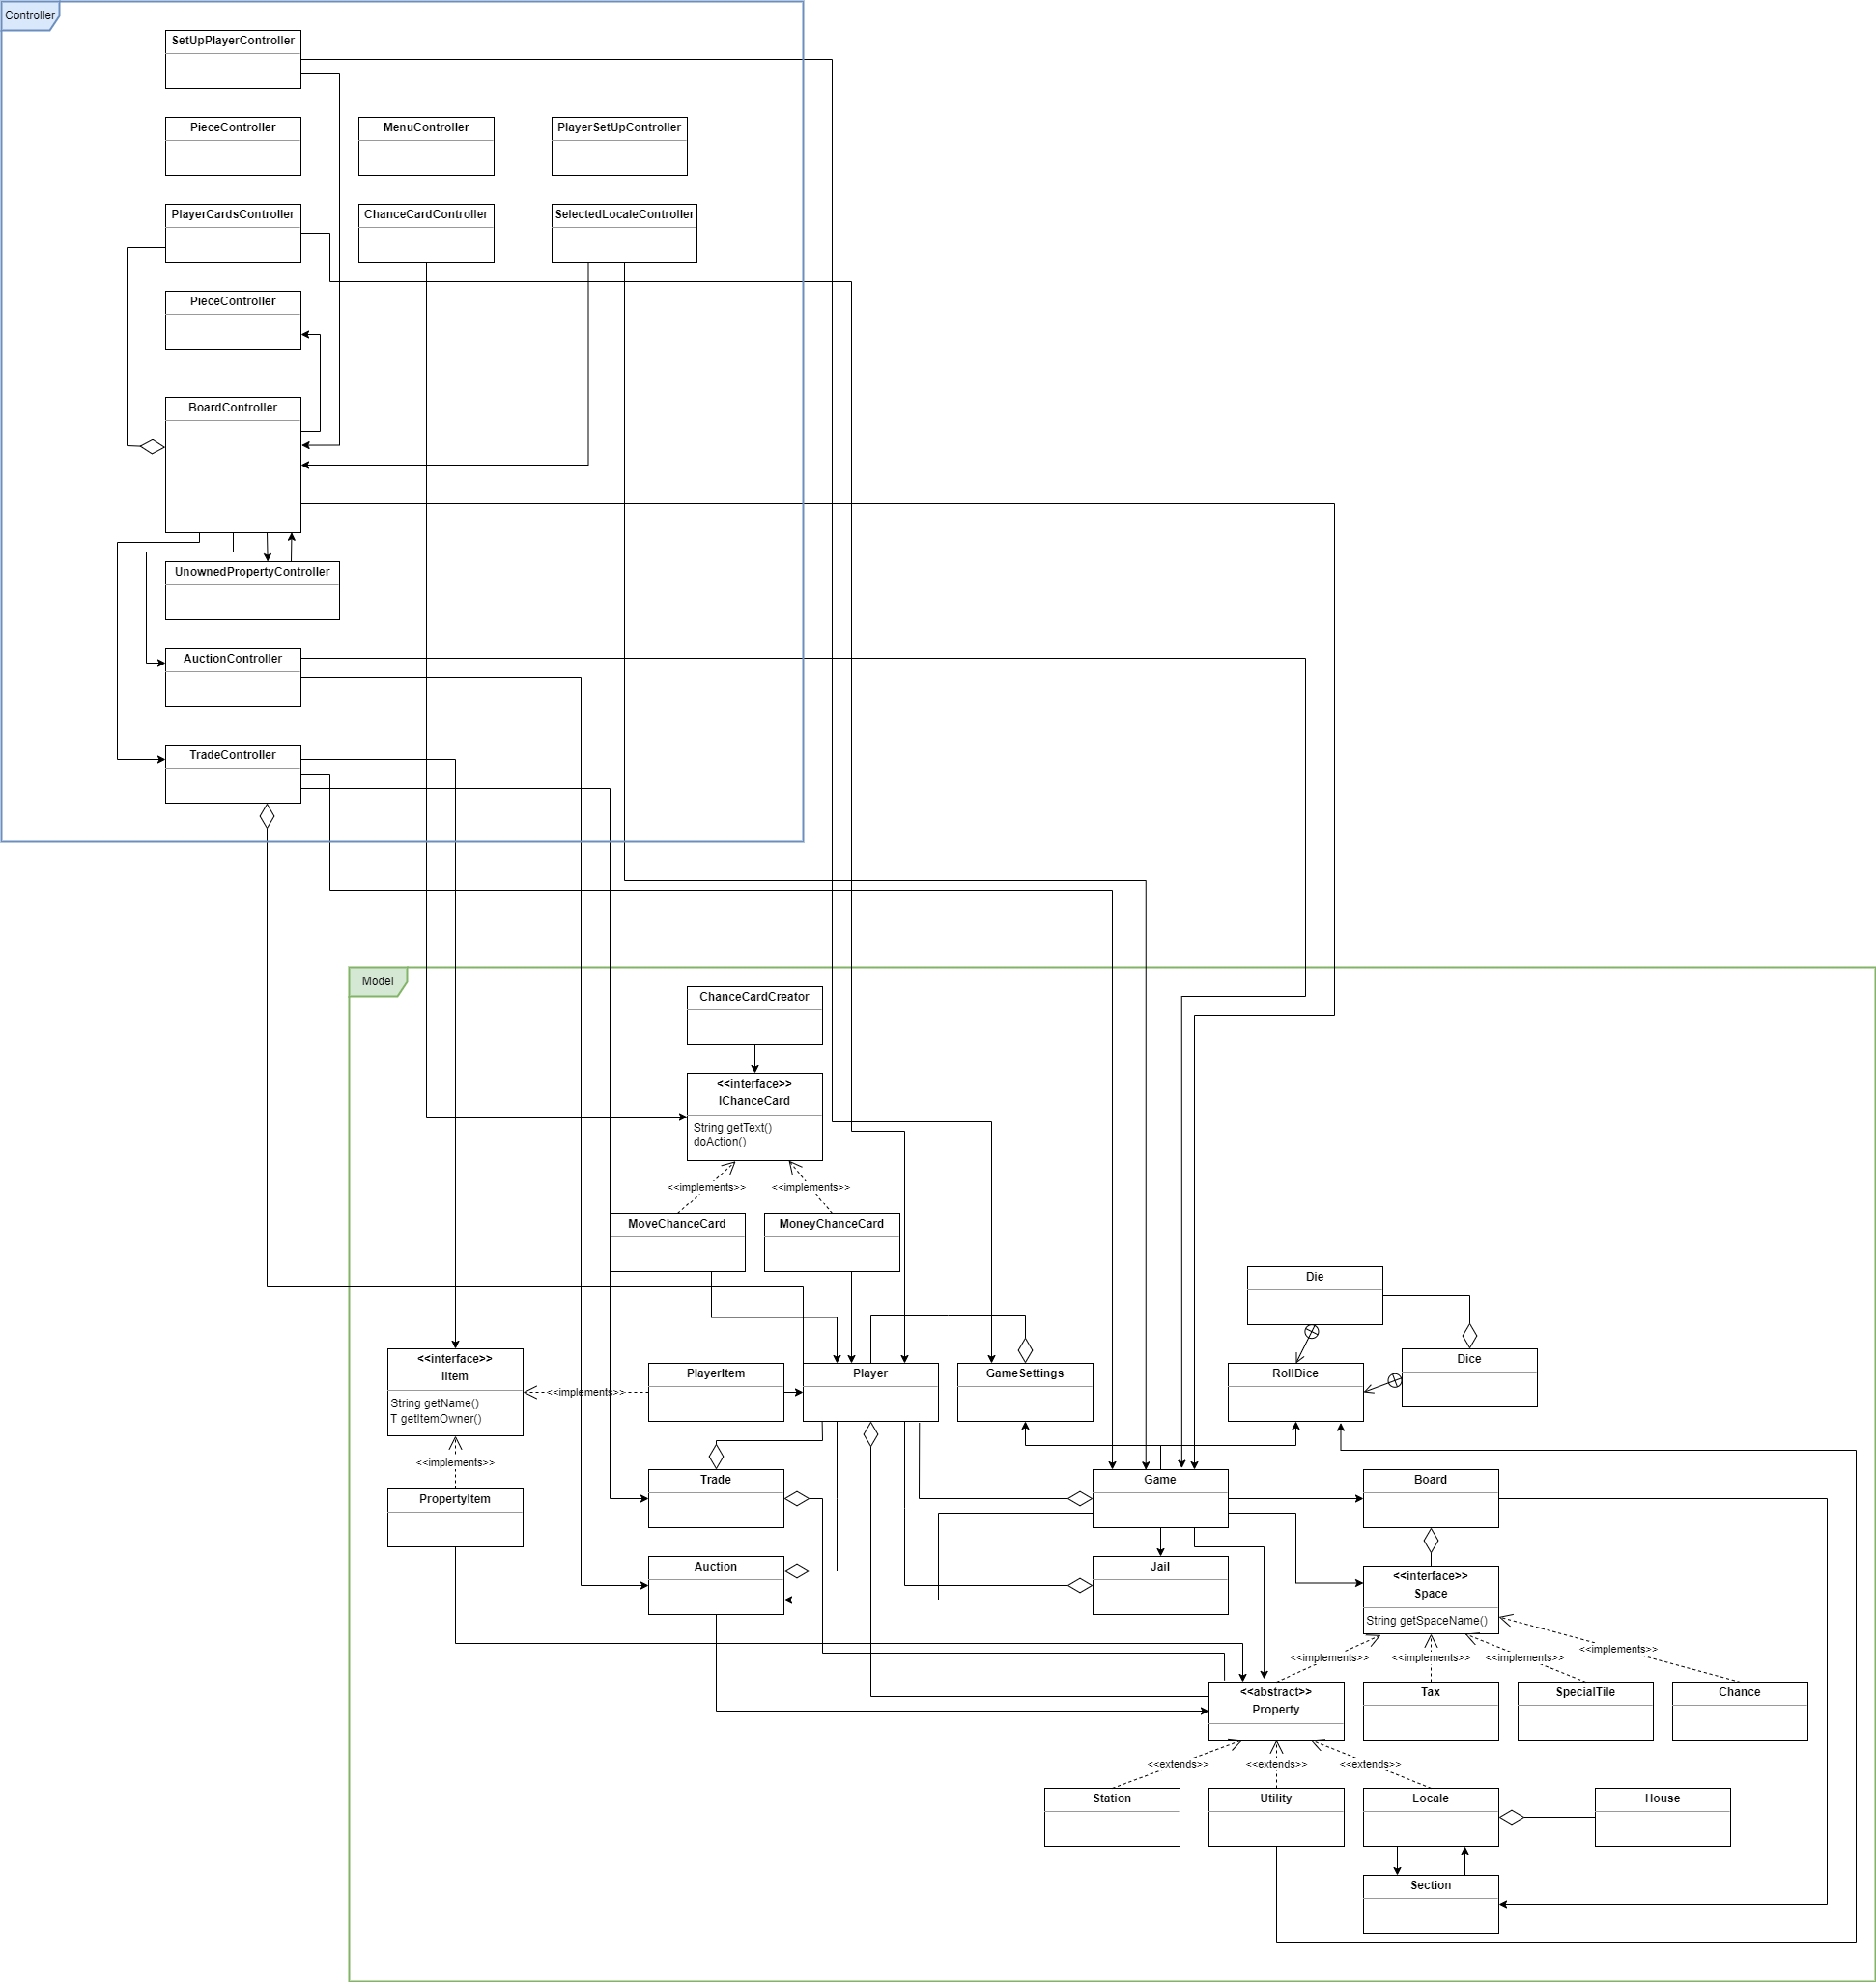 Controller
SetUpPlayerController
PieceController
MenuController
PlayerSetUpController
PlayerCardsController
ChanceCardController
SelectedLocaleController
PieceController
BoardController
UnownedPropertyController
AuctionController
TradeController
Model
ChanceCardCreator
<<interface>>
IChanceCard
String getText()
doAction()
<<implements>>
<<implements>>
MoveChanceCard
MoneyChanceCard
Die
<<interface>>
IItem
String getName()
T getItemOwner()
<<implements>>
PlayerItem
Player
GameSettings
RollDice
Dice
<<implements>>
PropertyItem
Trade
Game
Board
Auction
Jail
<<interface>>
Space
String getSpaceName()
<<implements>>
<<implements>>
<<implements>>
<<implements>>
<<abstract>>
Property
Tax
SpecialTile
Chance
<<extends>>
<<extends>>
<<extends>>
Station
Utility
Locale
House
Section